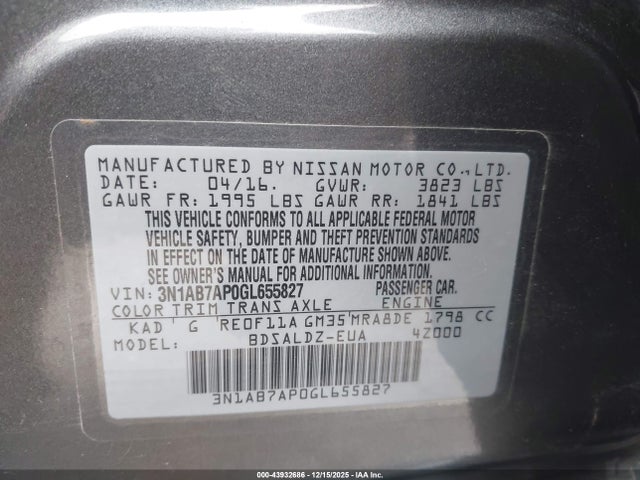 MANUFACTURED BY NISSAN MOTOR CO., LTD.
DATE: 04/16. GVWR: 3823 LBS
GAWR FR: 1995 LBS GAWR RR: 1841 LBS
THIS VEHICLE CONFORMS TO ALL APPLICABLE FEDERAL MOTOR
VEHICLE SAFETY, BUMPER AND THEFT PREVENTION STANDARDS
IN EFFECT ON THE DATE OF MANUFACTURE SHOWN ABOVE.
SEE OWNER'S MANUAL FOR ADDITIONAL INFORMATION.
VIN: 3N1AB7AP0GL655827 PASSENGER CAR.
COLOR TRIM TRANS AXLE ENGINE
KAD G RE0F11A GM35 MRA8DE 1798 CC
MODEL: BDSALDZ-EUA 4Z000
3N1AB7AP0GL655827
000-43932686 - 12/15/2025 - IAAI. Copart